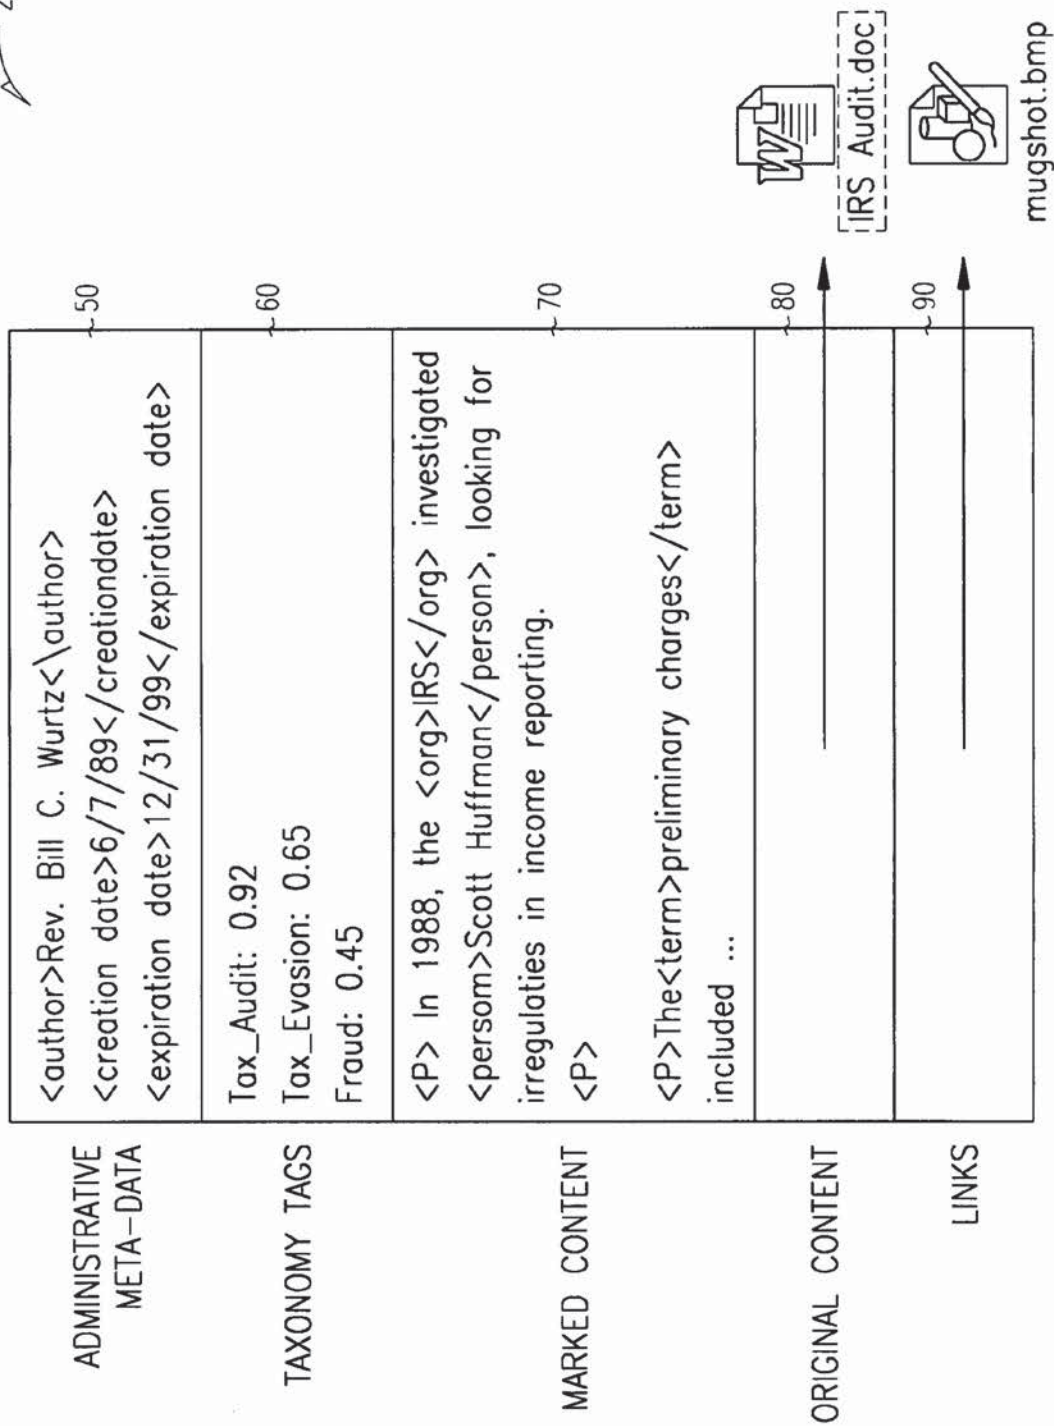 ADMINISTRATIVE
META-DATA
<author>Rev. Bill C. Wurtz<\author>
<creation date>6/7/89</creationdate>
<expiration date>12/31/99</expiration date>
50
TAXONOMY TAGS
Tax_Audit: 0.92
Tax_Evasion: 0.65
Fraud: 0.45
60
MARKED CONTENT
<P> In 1988, the <org>IRS</org> investigated
<persom>Scott Huffman</person>, looking for
irregulaties in income reporting.
<P>
<P>The<term>preliminary charges</term>
included ...
70
ORIGINAL CONTENT
80
W
IRS Audit.doc
LINKS
90
mugshot.bmp